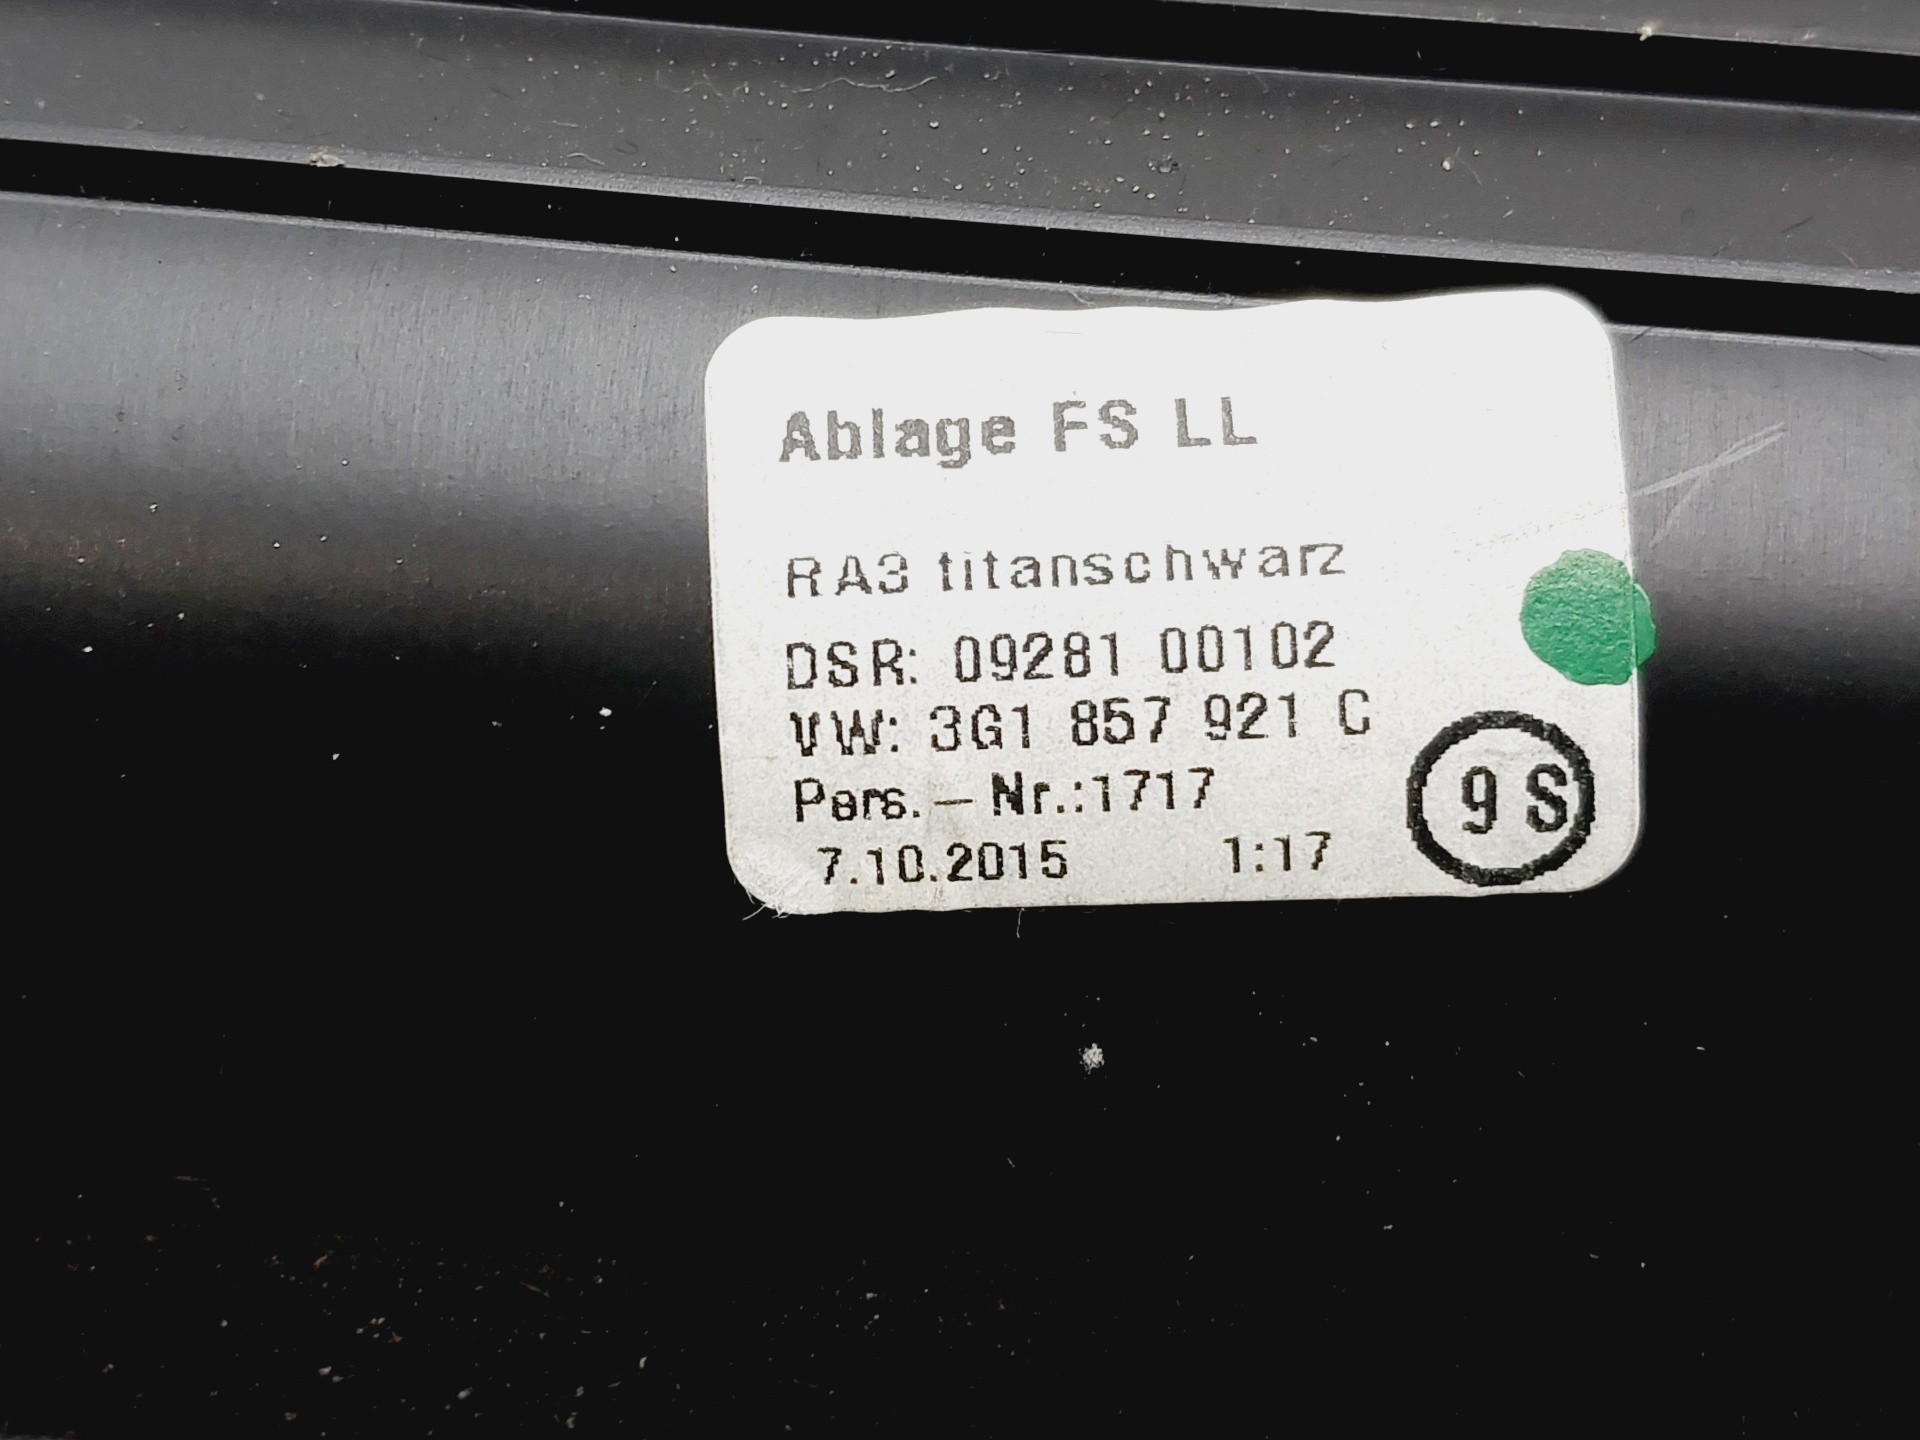 Ablage FS LL
RA3 titanschwarz
DSR: 09281 00102
VW: 3G1 857 921 C
Pers.-Nr.:1717
7.10.2015 1:17
9 S